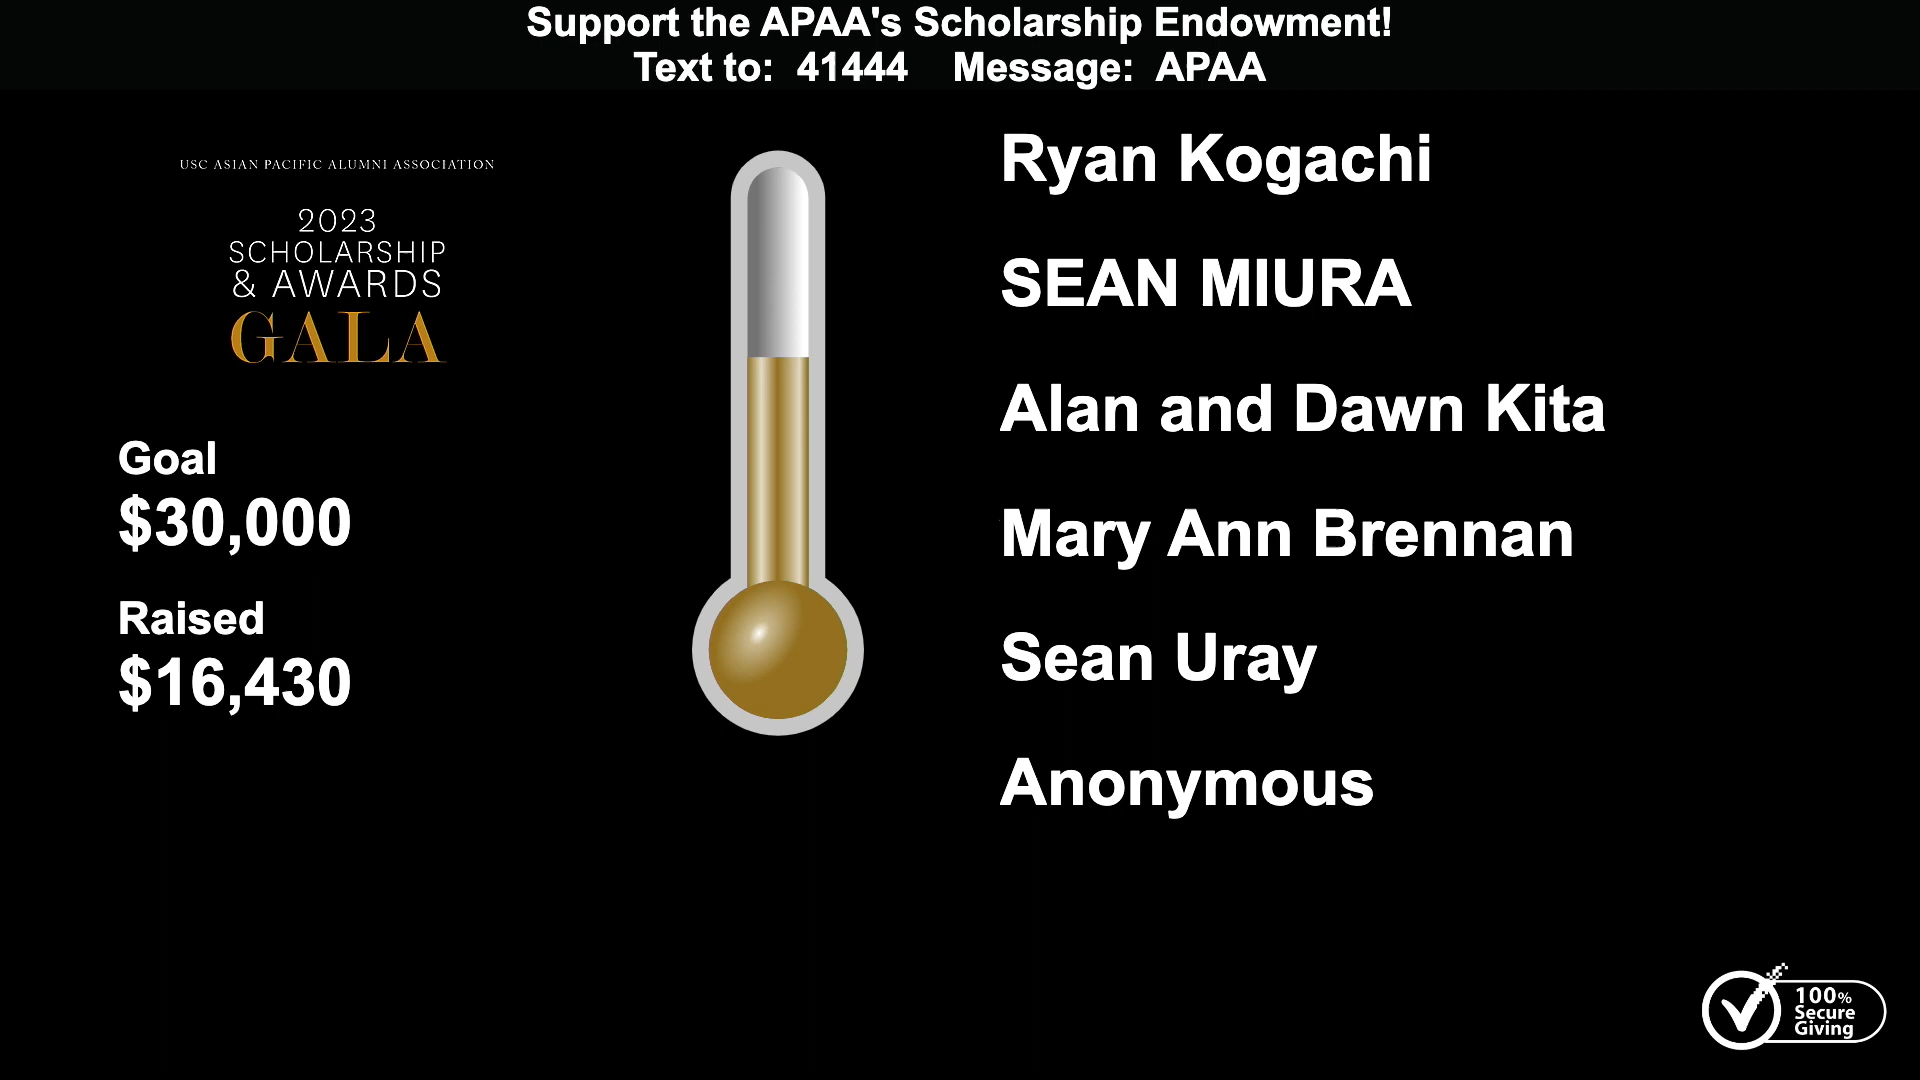 Support the APAA's Scholarship Endowment!
Text to: 41444 Message: APAA
USC ASIAN PACIFIC ALUMNI ASSOCIATION
2023
SCHOLARSHIP
& AWARDS
GALA
Goal
$30,000
Raised
$16,430
Ryan Kogachi
SEAN MIURA
Alan and Dawn Kita
Mary Ann Brennan
Sean Uray
Anonymous
100%
Secure
Giving